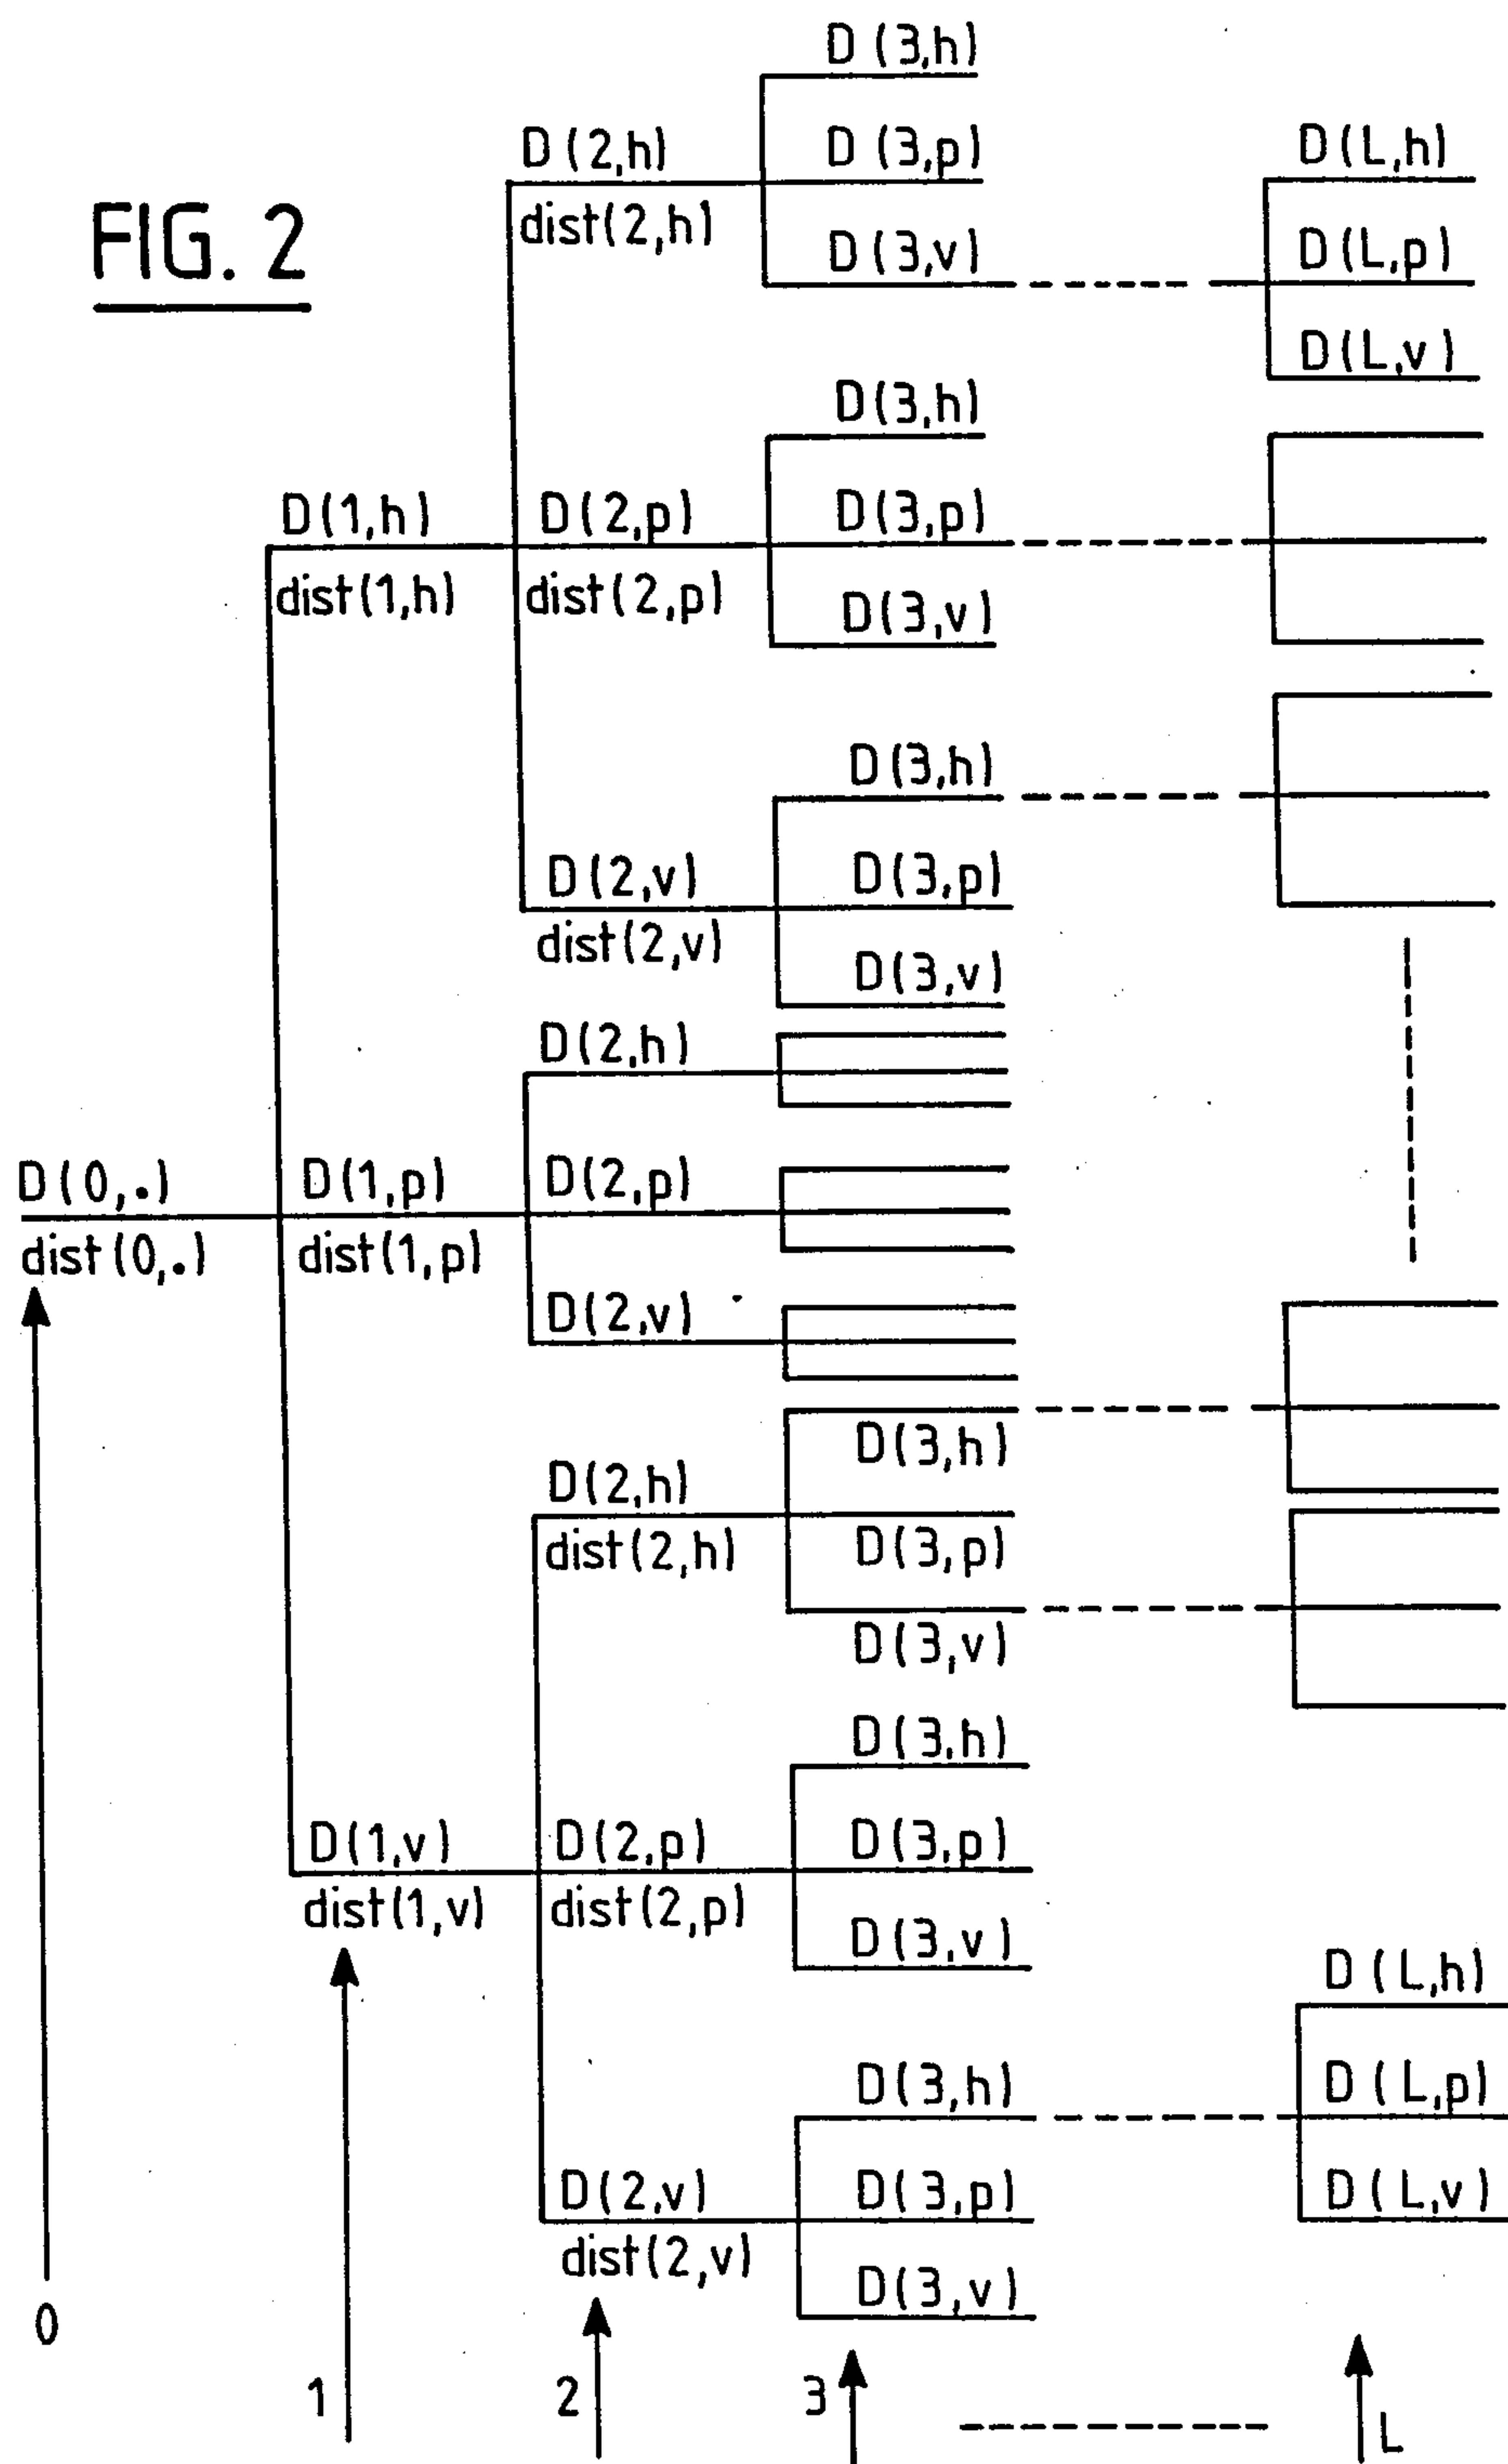 D(3,h)
D(2,h) D(3,p) D(L,h)
FIG. 2
dist(2,h) D(3,v) D(L,p)
D(L,v)
D(3,h)
D(1,h) D(2,p) D(3,p)
dist(1,h) dist(2,p) D(3,v)
D(3,h)
D(2,v) D(3,p)
dist(2,v) D(3,v)
D(2,h)
D(0,.) D(1,p) D(2,p)
dist(0,.) dist(1,p)
D(2,v)
D(3,h)
D(2,h)
dist(2,h) D(3,p)
D(3,v)
D(3,h)
D(1,v) D(2,p) D(3,p)
dist(1,v) dist(2,p)
D(3,v) D(L,h)
D(3,h) D(L,p)
D(2,v) D(3,p) D(L,v)
dist(2,v)
D(3,v)
0
1 2 3
L